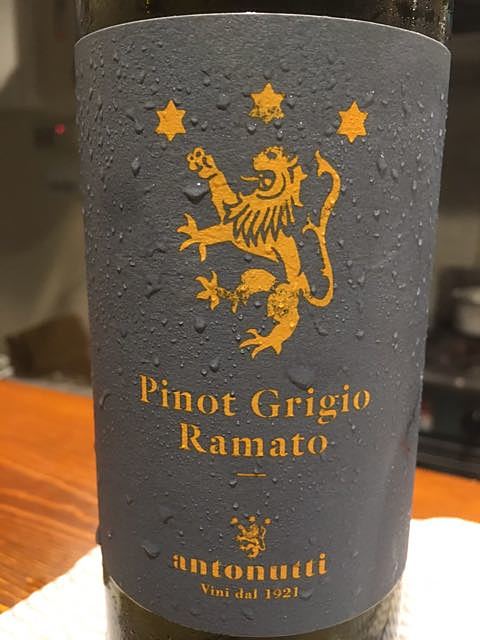 Pinot Grigio
Ramato
antonutti
Vini dal 1921